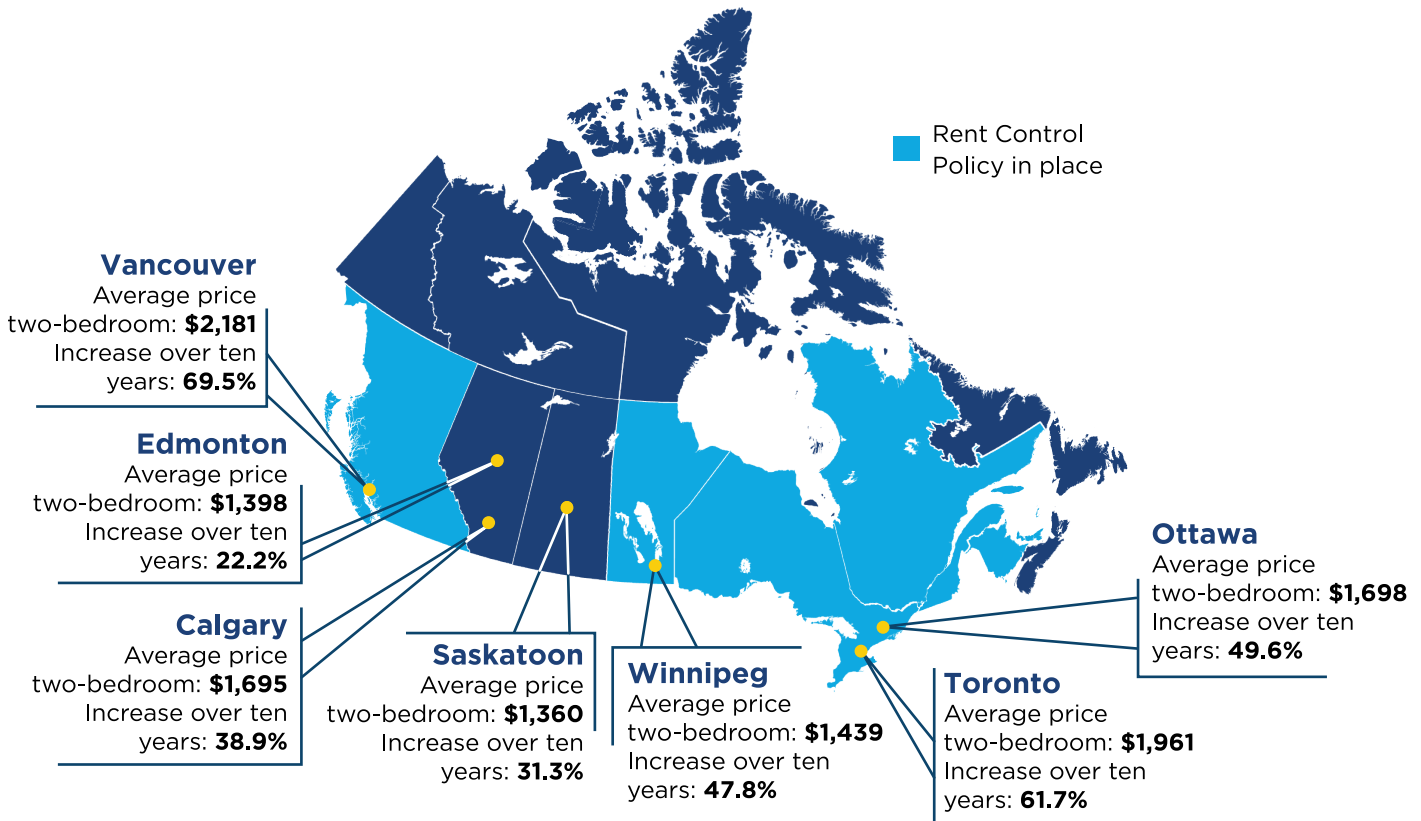 Rent Control
Policy in place
Vancouver
Average price
two-bedroom: $2,181
Increase over ten
years: 69.5%
Edmonton
Average price
two-bedroom: $1,398
Increase over ten
years: 22.2%
Calgary
Average price
two-bedroom: $1,695
Increase over ten
years: 38.9%
Saskatoon
Average price
two-bedroom: $1,360
Increase over ten
years: 31.3%
Winnipeg
Average price
two-bedroom: $1,439
Increase over ten
years: 47.8%
Toronto
Average price
two-bedroom: $1,961
Increase over ten
years: 61.7%
Ottawa
Average price
two-bedroom: $1,698
Increase over ten
years: 49.6%